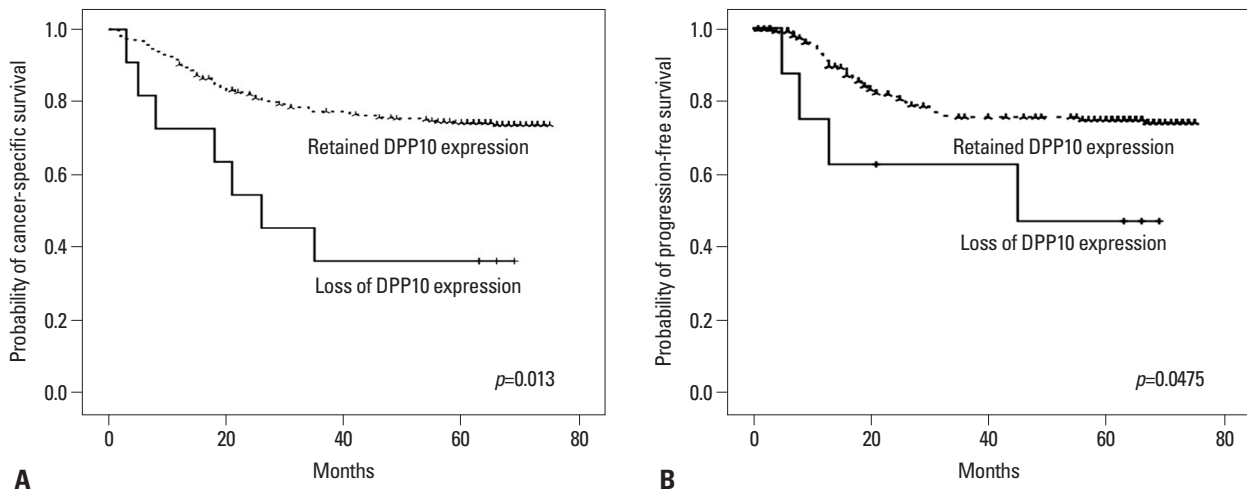 Probability of cancer-specific survival
1.0
0.8
0.6
0.4
0.2
0.0
Retained DPP10 expression
Loss of DPP10 expression
p=0.013
0 20 40 60 80
Months
A
Probability of progression-free survival
1.0
0.8
0.6
0.4
0.2
0.0
Retained DPP10 expression
Loss of DPP10 expression
p=0.0475
0 20 40 60 80
Months
B